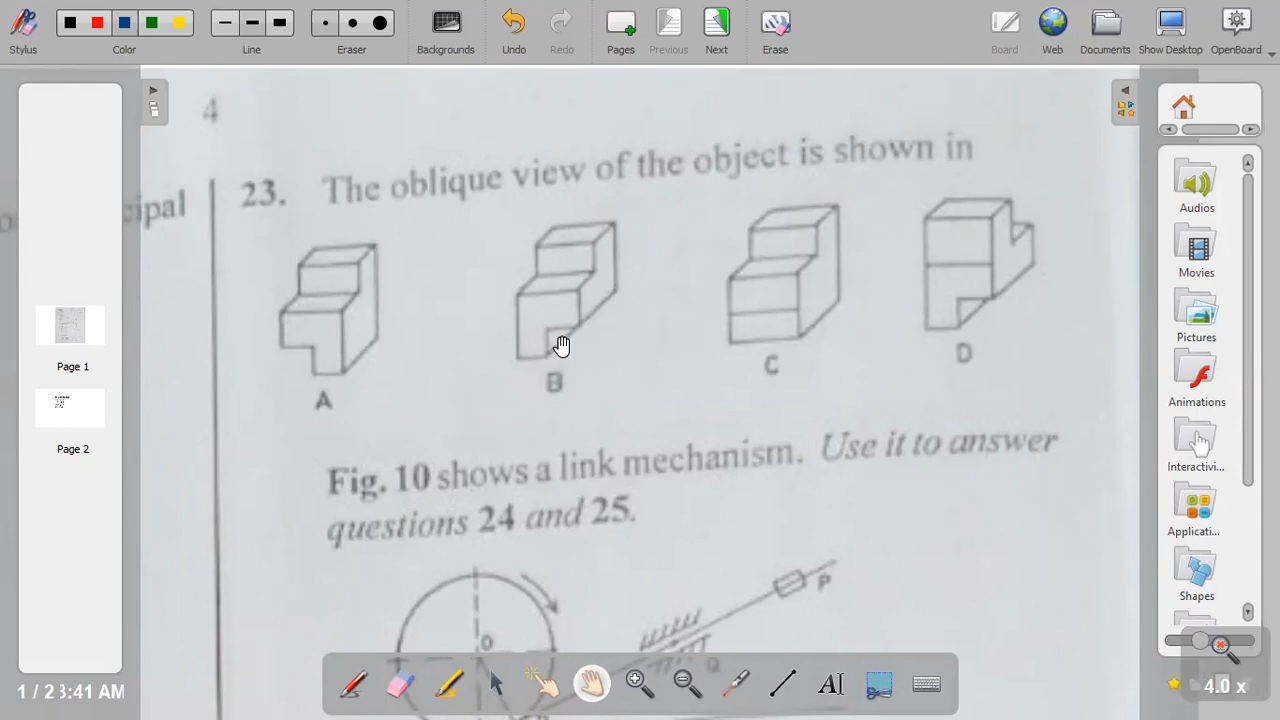 Stylus
Color
Line
Eraser
Backgrounds
Undo
Redo
Pages
Previous
Next
Erase
Board
Web
Documents
Show Desktop
OpenBoard
4
cipal
23. The oblique view of the object is shown in
A
B
C
D
Fig. 10 shows a link mechanism. Use it to answer
questions 24 and 25.
O
P
Q
Page 1
Page 2
1 / 2 3:41 AM
Audios
Movies
Pictures
Animations
Interactivi...
Applicati...
Shapes
4.0 x